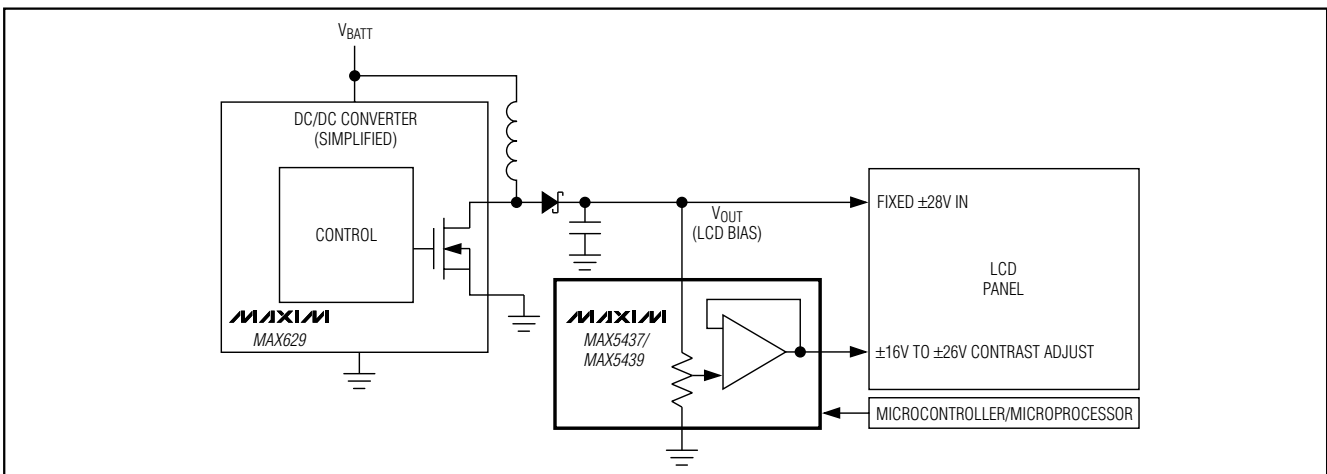 VBATT
DC/DC CONVERTER
(SIMPLIFIED)
CONTROL
MAXIM
MAX629
VOUT
(LCD BIAS)
MAXIM
MAX5437/
MAX5439
FIXED ±28V IN
LCD
PANEL
±16V TO ±26V CONTRAST ADJUST
MICROCONTROLLER/MICROPROCESSOR